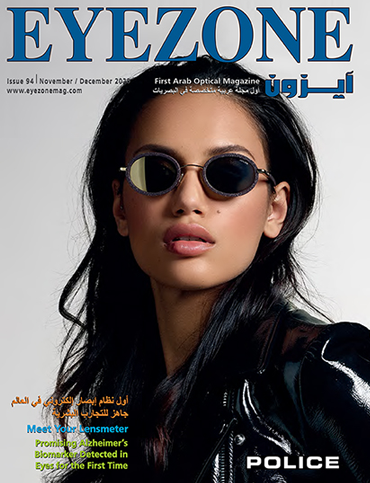 EYEZONE
Issue 94 | November / December 2020
www.eyezonemag.com
First Arab Optical Magazine
أول مجلة عربية متخصصة في البصريات
آيـزون
أول نظام إبصار إلكتروني في العالم
جاهز للتجارب البشرية
Meet Your Lensmeter
Promising Alzheimer's
Biomarker Detected in
Eyes for the First Time
POLICE